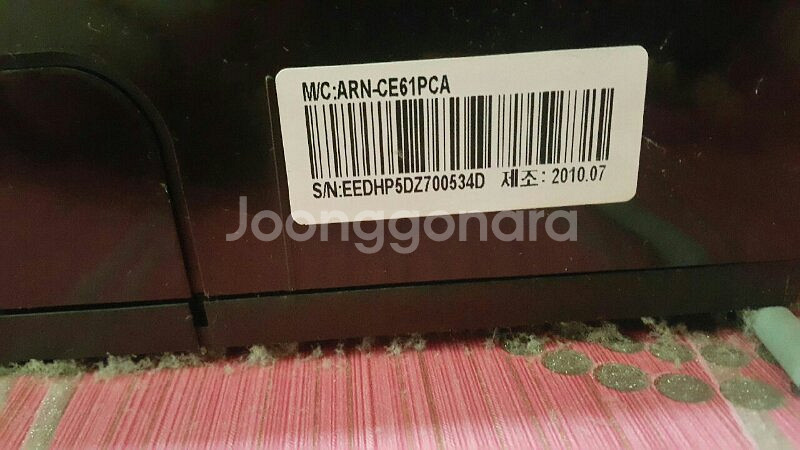 M/C:ARN-CE61PCA
S/N:EEDHP5DZ700534D 제조: 2010.07
Joonggonara